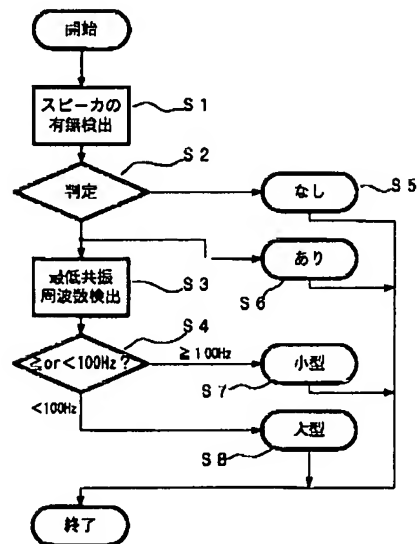 開始
スピーカの
有無検出
S1
S2
判定
なし
S5
あり
S6
最低共振
周波数検出
S3
S4
≧or<100Hz?
≧100Hz
小型
S7
<100Hz
大型
S8
終了